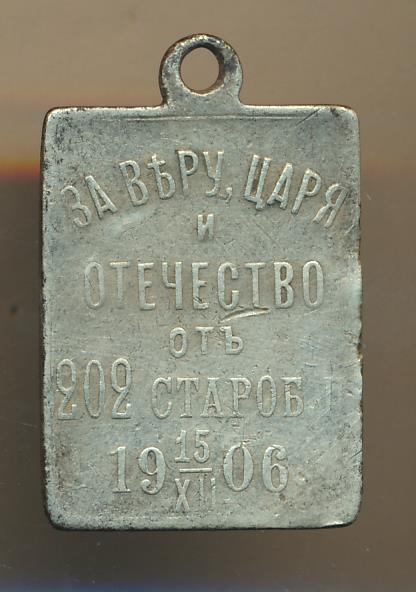 ЗА ВѢРУ, ЦАРЯ
и
ОТЕЧЕСТВО
ОТЪ
202 СТАРОБ
19 15/XII 06